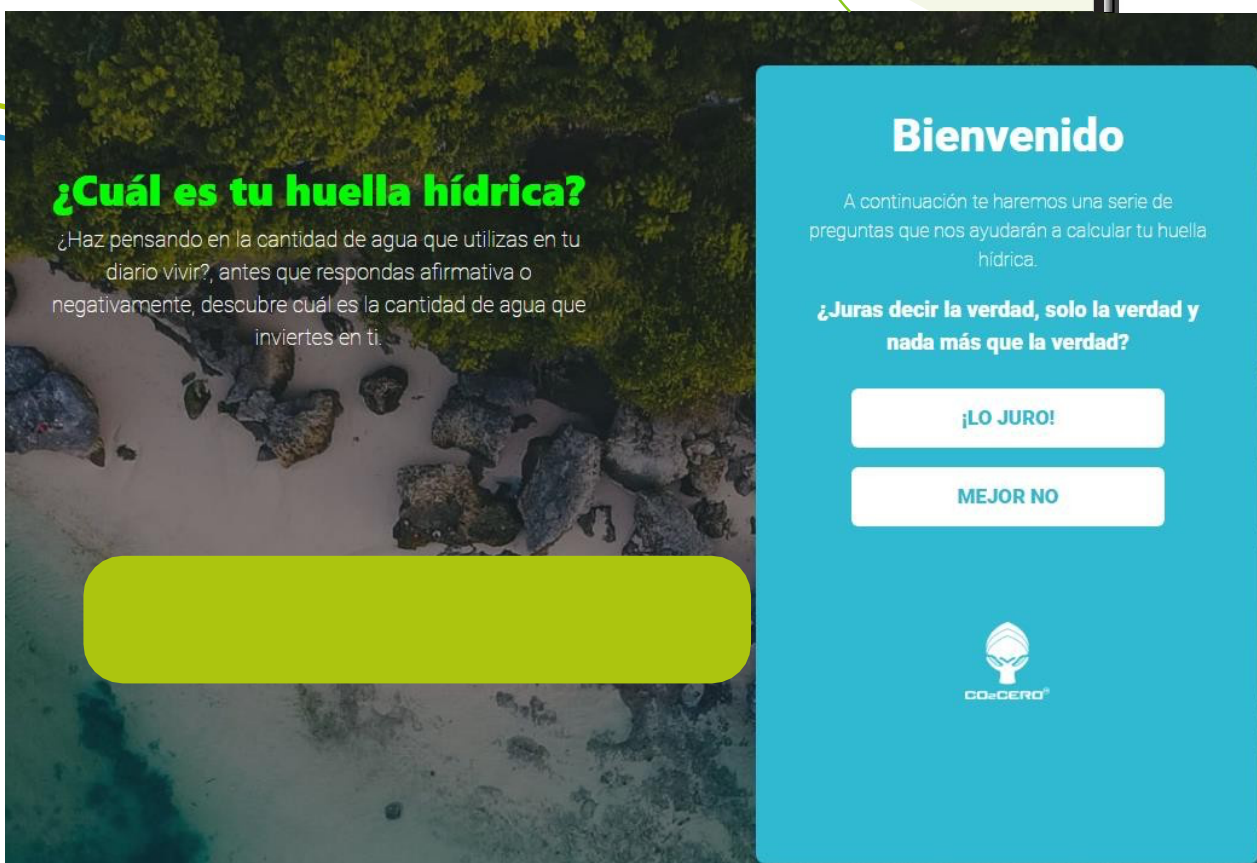 ¿Cuál es tu huella hídrica?
¿Haz pensando en la cantidad de agua que utilizas en tu
diario vivir?, antes que respondas afirmativa o
negativamente, descubre cuál es la cantidad de agua que
inviertes en ti.
Bienvenido
A continuación te haremos una serie de
preguntas que nos ayudarán a calcular tu huella
hídrica.
¿Juras decir la verdad, solo la verdad y
nada más que la verdad?
¡LO JURO!
MEJOR NO
CO₂CERO®